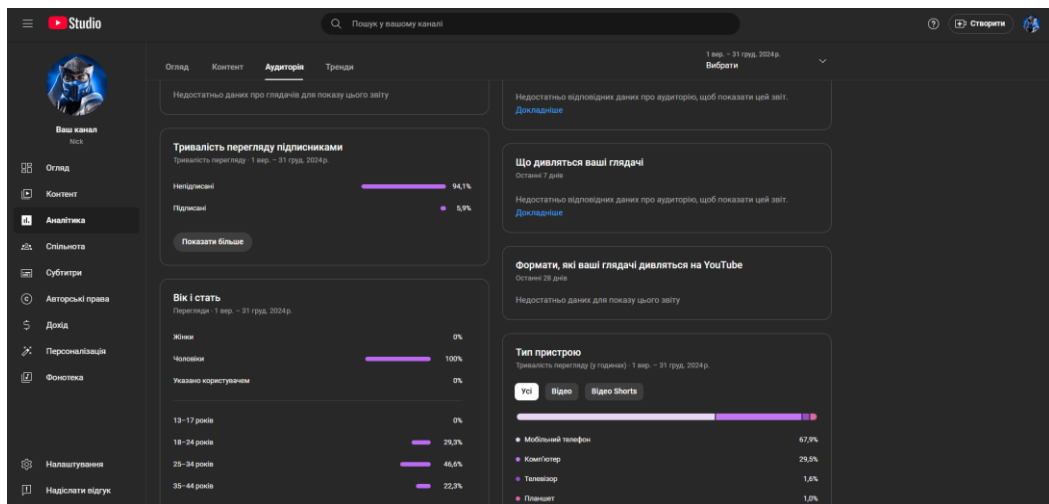 Studio
Пошук у вашому каналі
Створити
Ваш канал
Nick
Огляд
Контент
Аналітика
Спільнота
Субтитри
Авторські права
Дохід
Персоналізація
Фонотека
Налаштування
Надіслати відгук
Огляд Контент Аудиторія Тренди
1 вер. – 31 груд. 2024 р.
Вибрати
Недостатньо даних про глядачів для показу цього звіту
Тривалість перегляду підписниками
Тривалість перегляду · 1 вер. – 31 груд. 2024 р.
Непідписані 94,1%
Підписані 5,9%
Показати більше
Вік і стать
Перегляди · 1 вер. – 31 груд. 2024 р.
Жінки 0%
Чоловіки 100%
Указано користувачем 0%
13–17 років 0%
18–24 років 29,3%
25–34 років 46,6%
35–44 років 22,3%
Недостатньо відповідних даних про аудиторію, щоб показати цей звіт.
Докладніше
Що дивляться ваші глядачі
Останні 7 днів
Недостатньо відповідних даних про аудиторію, щоб показати цей звіт.
Докладніше
Формати, які ваші глядачі дивляться на YouTube
Останні 28 днів
Недостатньо даних для показу цього звіту
Тип пристрою
Тривалість перегляду (у годинах) · 1 вер. – 31 груд. 2024 р.
Усі Відео Відео Shorts
Мобільний телефон 67,9%
Комп'ютер 29,5%
Телевізор 1,6%
Планшет 1,0%